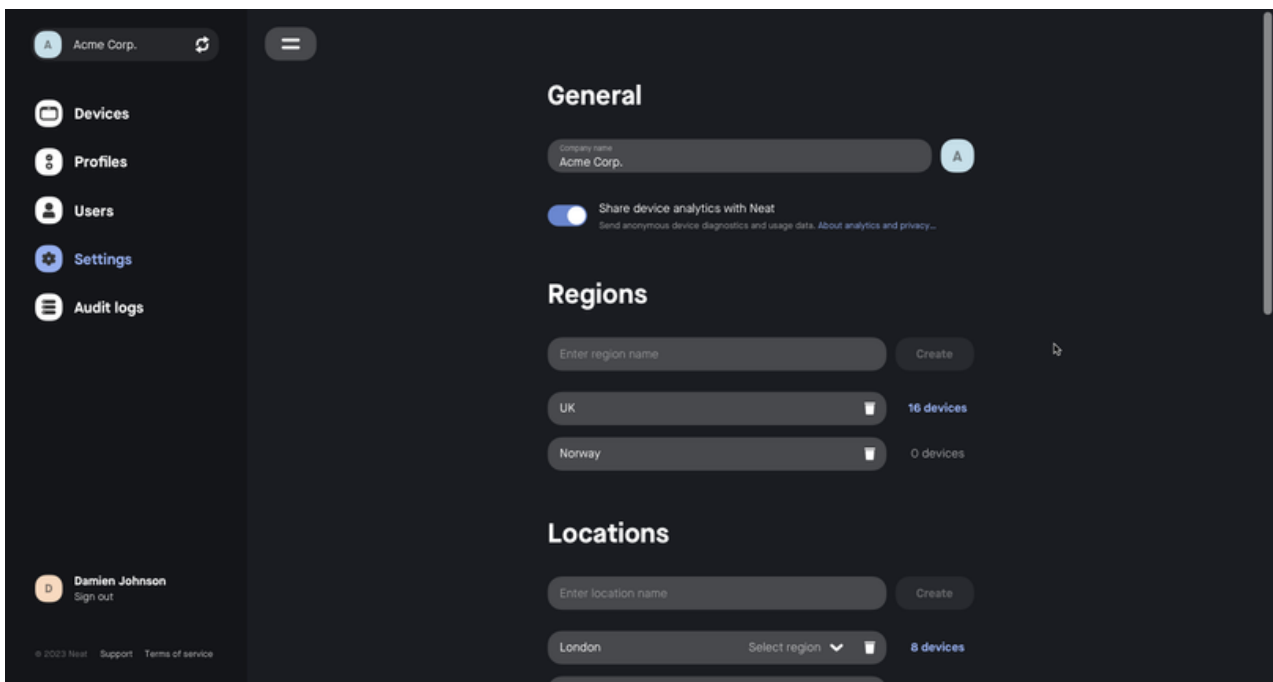 A Acme Corp.
Devices
Profiles
Users
Settings
Audit logs
D Damien Johnson
Sign out
© 2023 Neat Support Terms of service
General
Company name
Acme Corp.
A
Share device analytics with Neat
Send anonymous device diagnostics and usage data. About analytics and privacy...
Regions
Enter region name Create
UK 16 devices
Norway 0 devices
Locations
Enter location name Create
London Select region 8 devices